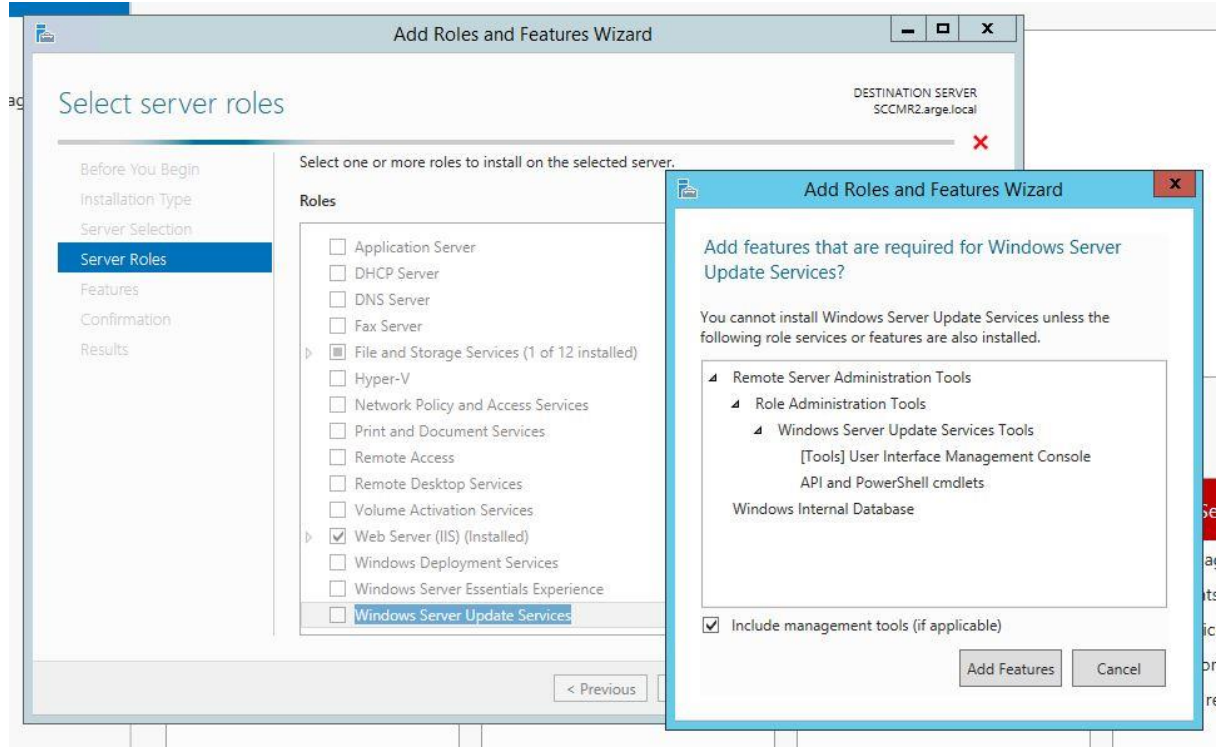 Add Roles and Features Wizard
Select server roles
DESTINATION SERVER
SCCMR2.arge.local
Before You Begin
Installation Type
Server Selection
Server Roles
Features
Confirmation
Results
Select one or more roles to install on the selected server.
Roles
Application Server
DHCP Server
DNS Server
Fax Server
File and Storage Services (1 of 12 installed)
Hyper-V
Network Policy and Access Services
Print and Document Services
Remote Access
Remote Desktop Services
Volume Activation Services
Web Server (IIS) (Installed)
Windows Deployment Services
Windows Server Essentials Experience
Windows Server Update Services
< Previous
Add Roles and Features Wizard
Add features that are required for Windows Server
Update Services?
You cannot install Windows Server Update Services unless the
following role services or features are also installed.
Remote Server Administration Tools
Role Administration Tools
Windows Server Update Services Tools
[Tools] User Interface Management Console
API and PowerShell cmdlets
Windows Internal Database
Include management tools (if applicable)
Add Features
Cancel